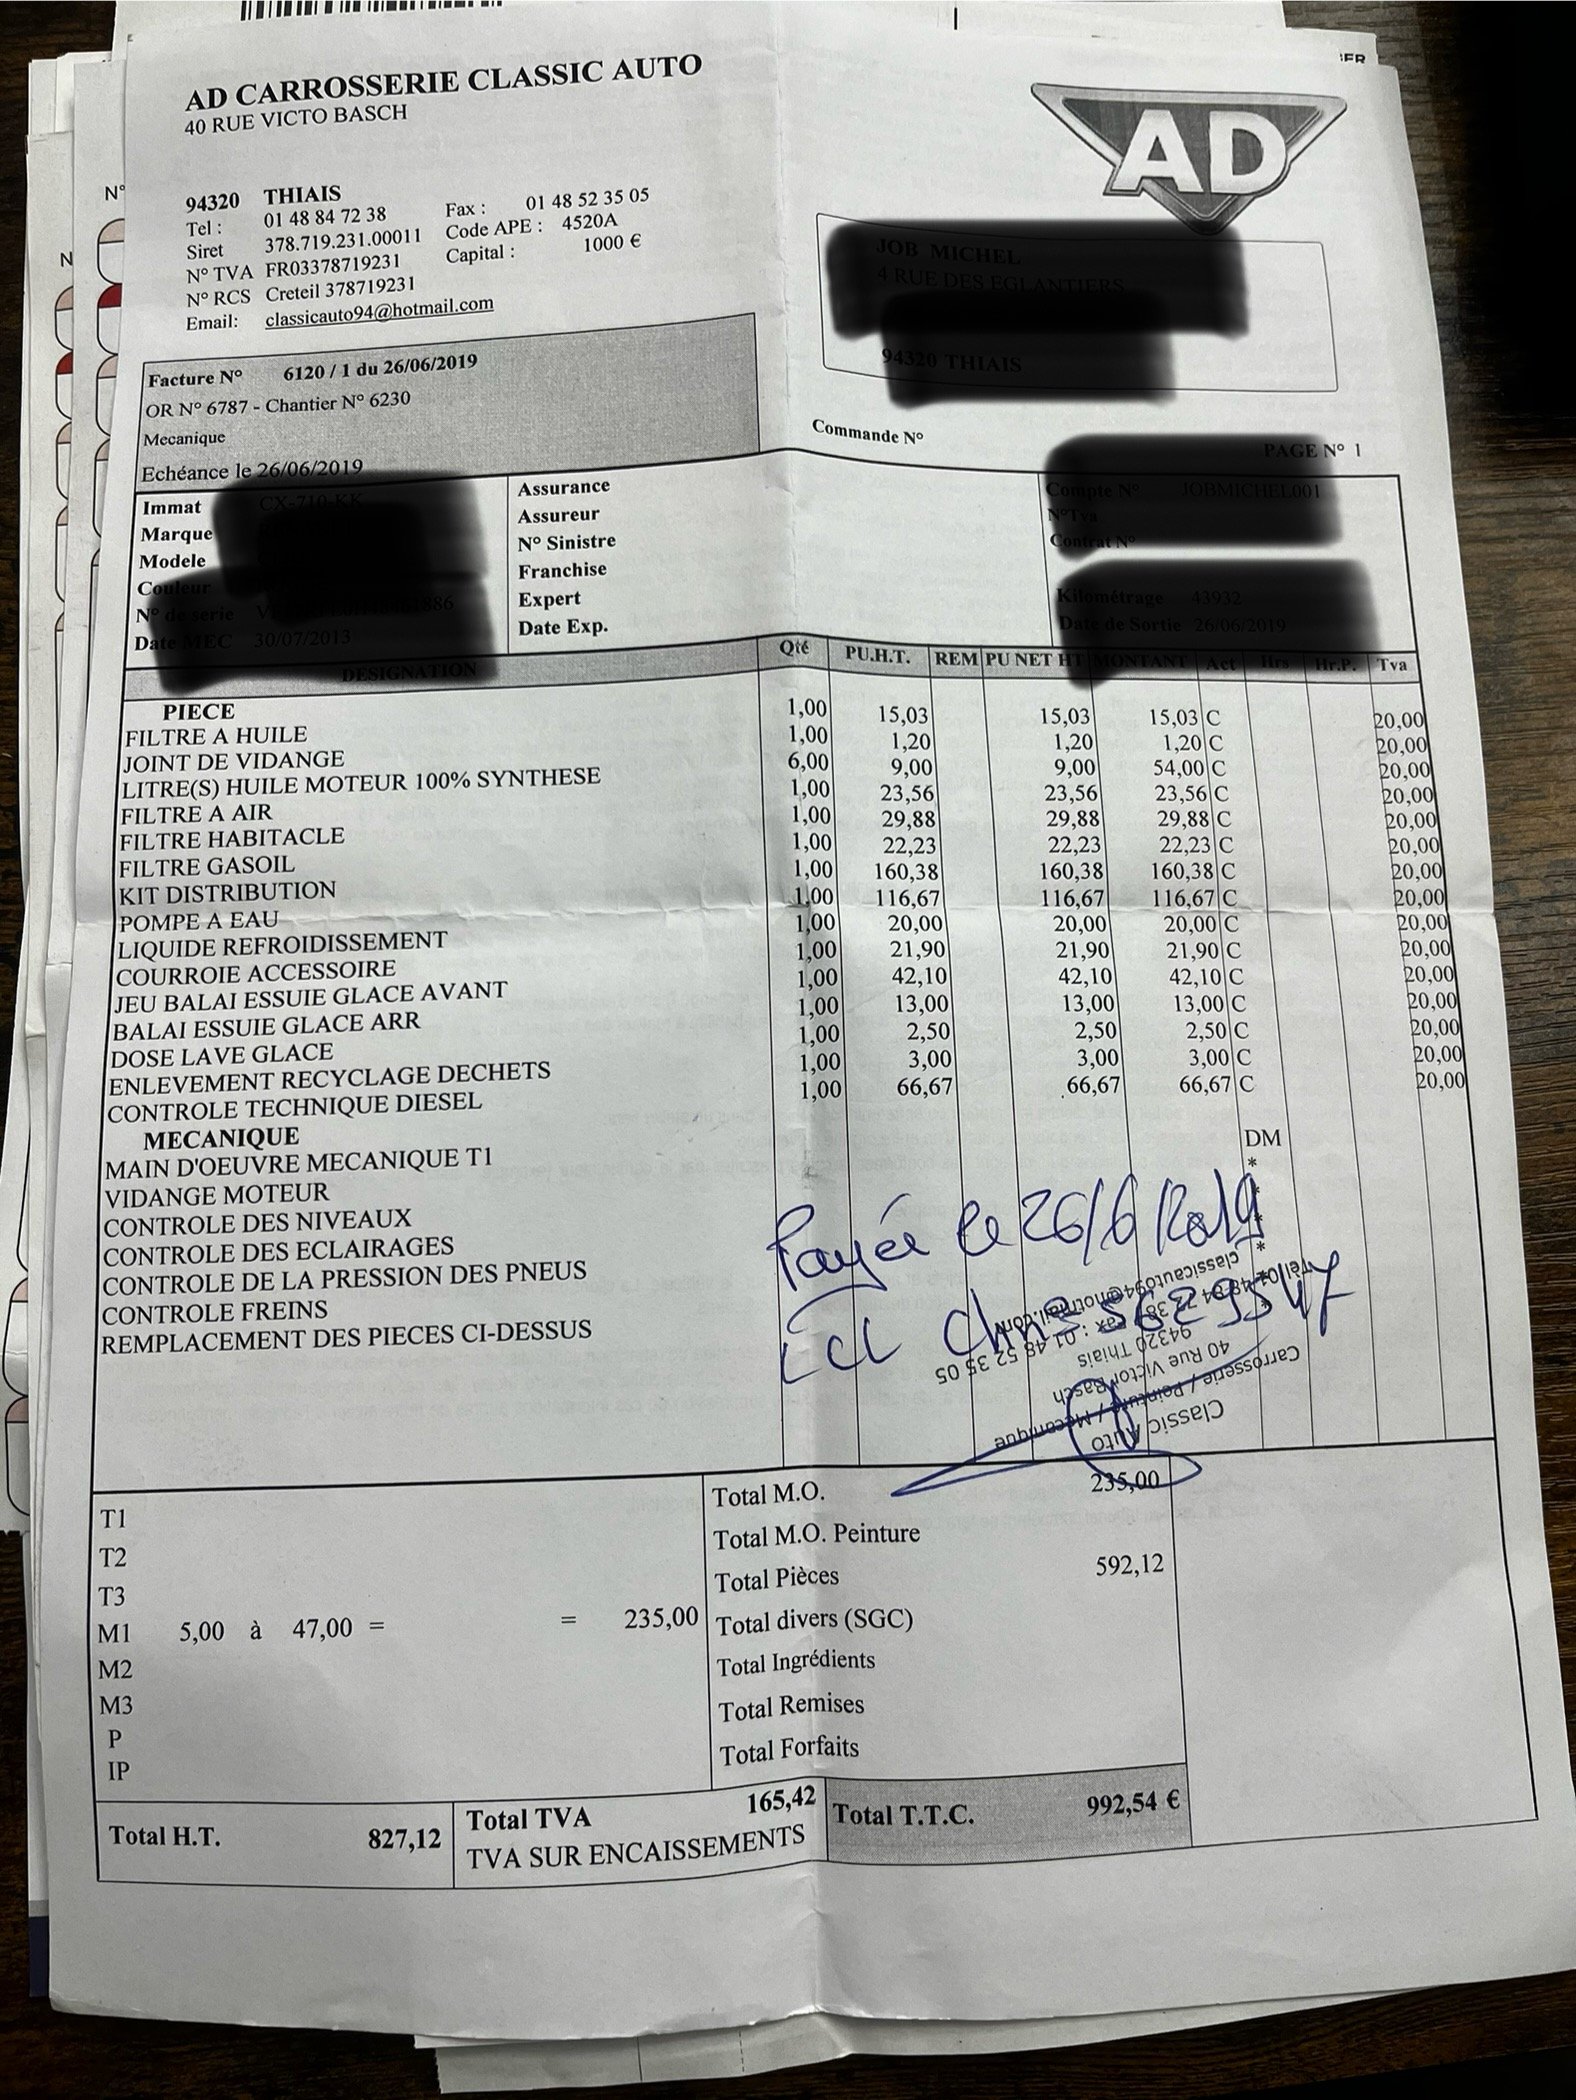 AD CARROSSERIE CLASSIC AUTO
40 RUE VICTO BASCH
94320 THIAIS
Tel : 01 48 84 72 38 Fax : 01 48 52 35 05
Siret 378.719.231.00011 Code APE : 4520A
N° TVA FR03378719231 Capital : 1000 €
N° RCS Creteil 378719231
Email: classicauto94@hotmail.com
AD
Facture N° 6120 / 1 du 26/06/2019
OR N° 6787 - Chantier N° 6230
Mecanique
Echéance le 26/06/2019
Commande N°
PAGE N° 1
Immat
Marque
Modele
Couleur
N° de serie
Date MEC
Assurance
Assureur
N° Sinistre
Franchise
Expert
Date Exp.
DESIGNATION Qté PU.H.T. REM PU NET HT MONTANT Act Hrs Hr.P. Tva
PIECE
FILTRE A HUILE 1,00 15,03 15,03 15,03 C 20,00
JOINT DE VIDANGE 1,00 1,20 1,20 1,20 C 20,00
LITRE(S) HUILE MOTEUR 100% SYNTHESE 6,00 9,00 9,00 54,00 C 20,00
FILTRE A AIR 1,00 23,56 23,56 23,56 C 20,00
FILTRE HABITACLE 1,00 29,88 29,88 29,88 C 20,00
FILTRE GASOIL 1,00 22,23 22,23 22,23 C 20,00
KIT DISTRIBUTION 1,00 160,38 160,38 160,38 C 20,00
POMPE A EAU 1,00 116,67 116,67 116,67 C 20,00
LIQUIDE REFROIDISSEMENT 1,00 20,00 20,00 20,00 C 20,00
COURROIE ACCESSOIRE 1,00 21,90 21,90 21,90 C 20,00
JEU BALAI ESSUIE GLACE AVANT 1,00 42,10 42,10 42,10 C 20,00
BALAI ESSUIE GLACE ARR 1,00 13,00 13,00 13,00 C 20,00
DOSE LAVE GLACE 1,00 2,50 2,50 2,50 C 20,00
ENLEVEMENT RECYCLAGE DECHETS 1,00 3,00 3,00 3,00 C 20,00
CONTROLE TECHNIQUE DIESEL 1,00 66,67 66,67 66,67 C 20,00
MECANIQUE
MAIN D'OEUVRE MECANIQUE T1 DM
VIDANGE MOTEUR *
CONTROLE DES NIVEAUX *
CONTROLE DES ECLAIRAGES *
CONTROLE DE LA PRESSION DES PNEUS *
CONTROLE FREINS
REMPLACEMENT DES PIECES CI-DESSUS
Payée le 26/6/2019
LCL
Classic Auto
Carrosserie / Peinture / Mécanique
40 Rue Victor Basch
94320 Thiais
Tél : 01 48 84 72 38 / Fax : 01 48 52 35 05
classicauto94@hotmail.com
T1
T2
T3
M1 5,00 à 47,00 = = 235,00
M2
M3
P
IP
Total M.O. 235,00
Total M.O. Peinture
Total Pièces 592,12
Total divers (SGC)
Total Ingrédients
Total Remises
Total Forfaits
Total H.T. 827,12
Total TVA 165,42
TVA SUR ENCAISSEMENTS
Total T.T.C. 992,54 €